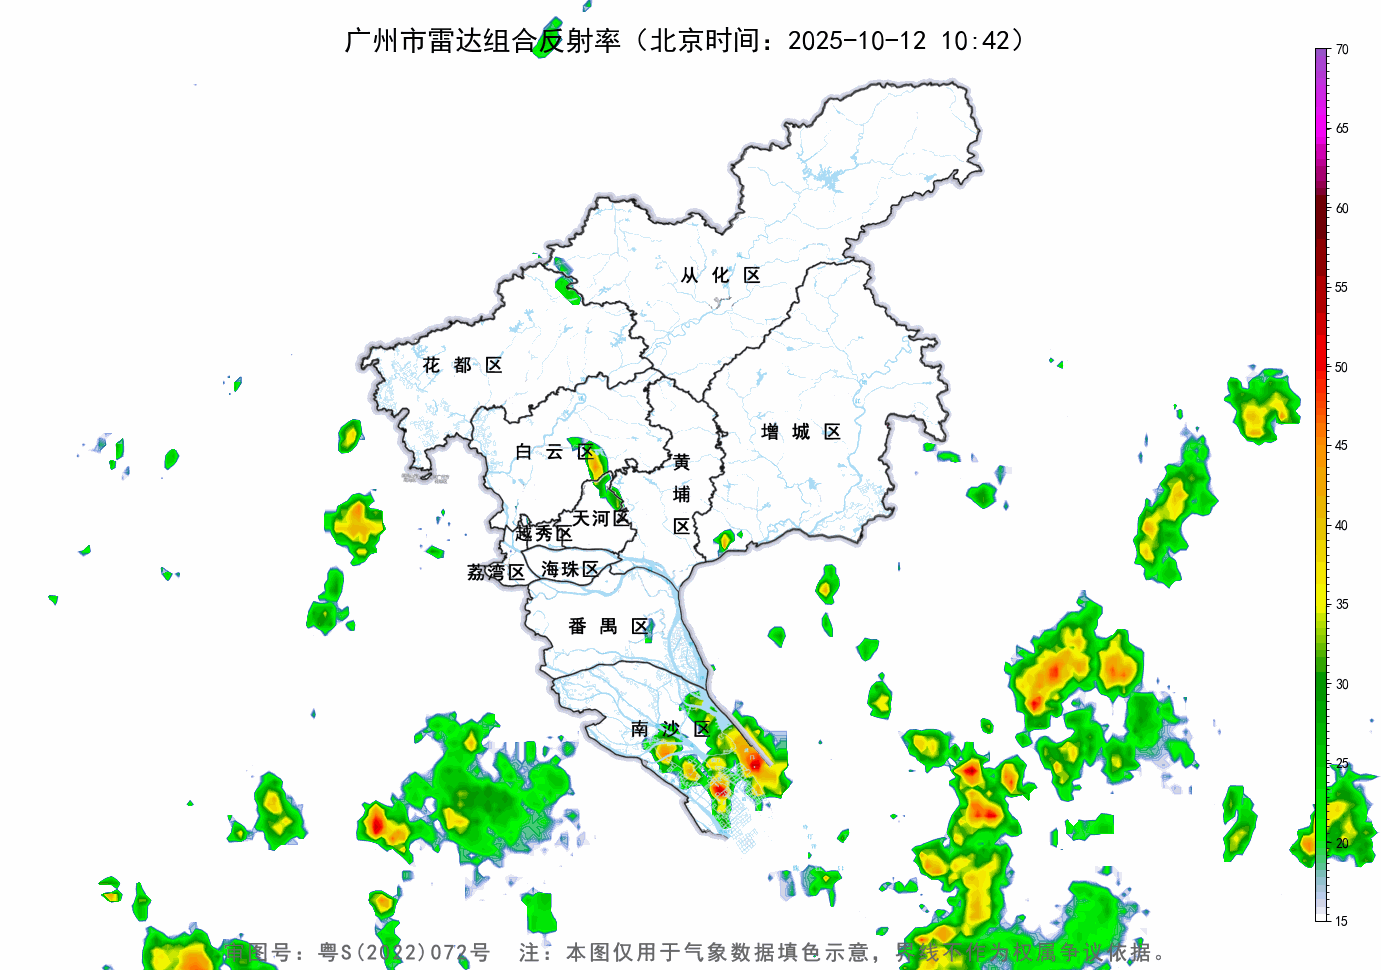 广州市雷达组合反射率（北京时间：2025-10-12 10:42）
70
65
60
55
50
45
40
35
30
25
20
15
从化区
花都区
增城区
白云区
黄埔区
天河区
越秀区
荔湾区
海珠区
番禺区
南沙区
审图号：粤S(2022)072号 注：本图仅用于气象数据填色示意，界线不作为权属争议依据。